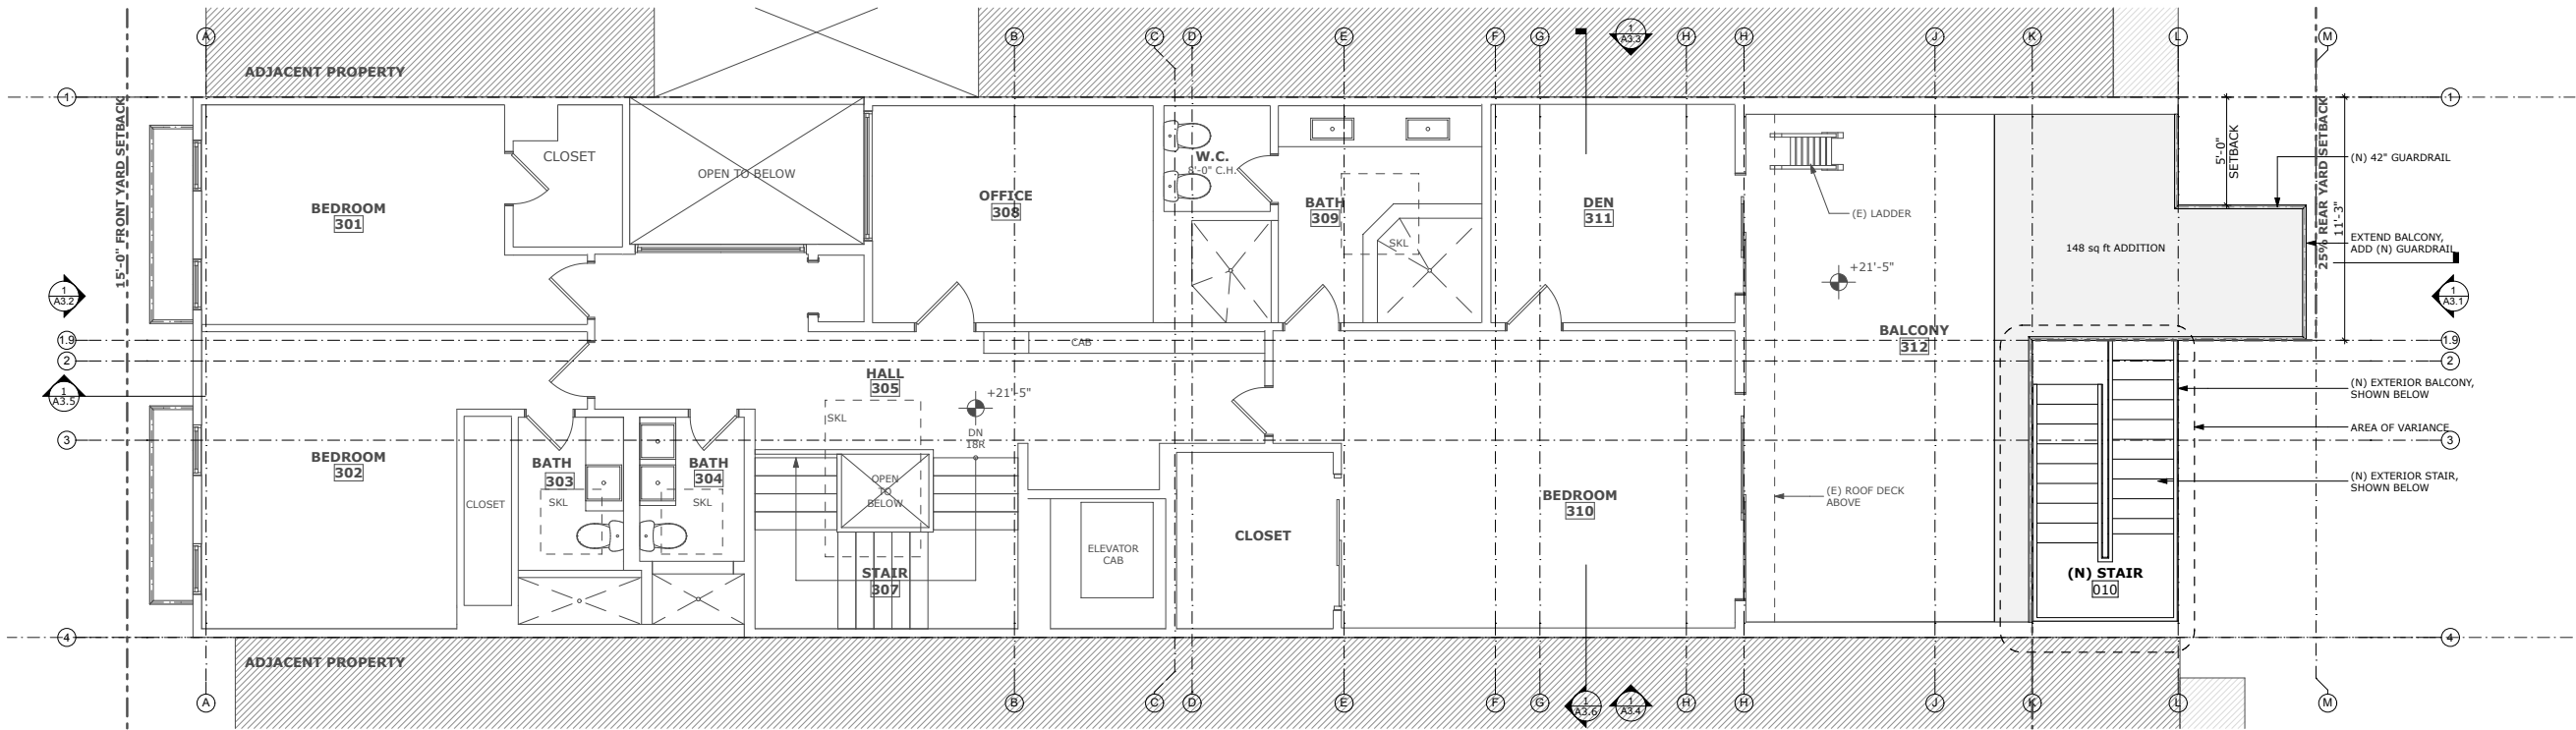 A
B
C
D
E
F
G
H
H
J
K
L
M
1
A3.3
ADJACENT PROPERTY
1
1
15'-0" FRONT YARD SETBACK
25% REAR YARD SETBACK
5'-0"
SETBACK
11'-3"
(N) 42" GUARDRAIL
CLOSET
OPEN TO BELOW
W.C.
8'-0" C.H.
BEDROOM
301
OFFICE
308
BATH
309
SKL
DEN
311
(E) LADDER
148 sq ft ADDITION
EXTEND BALCONY,
ADD (N) GUARDRAIL
+21'-5"
1
A3.2
1
A3.1
BALCONY
312
1.9
1.9
CAB
2
2
HALL
305
+21'-5"
1
A3.5
SKL
DN
18R
(N) EXTERIOR BALCONY,
SHOWN BELOW
AREA OF VARIANCE
3
3
BEDROOM
302
BATH
303
SKL
BATH
304
SKL
CLOSET
OPEN
TO
BELOW
BEDROOM
310
(E) ROOF DECK
ABOVE
(N) EXTERIOR STAIR,
SHOWN BELOW
CLOSET
ELEVATOR
CAB
STAIR
307
(N) STAIR
010
4
4
ADJACENT PROPERTY
A
B
C
D
E
F
G
1
A3.6
1
A3.4
H
H
J
K
L
M